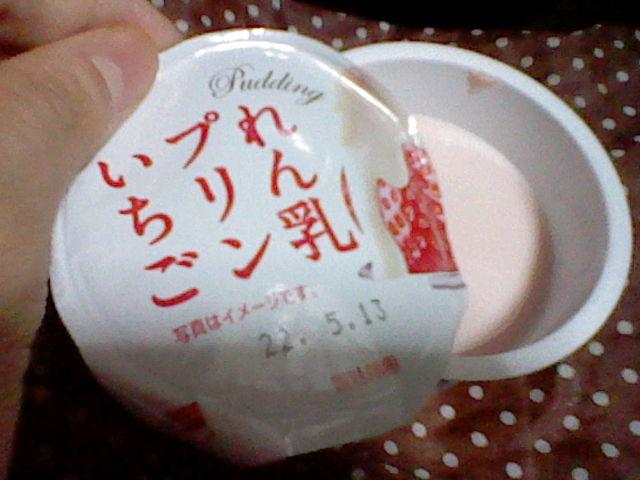 Pudding
れん乳
プリン
いちご
写真はイメージです。
22. 5.13